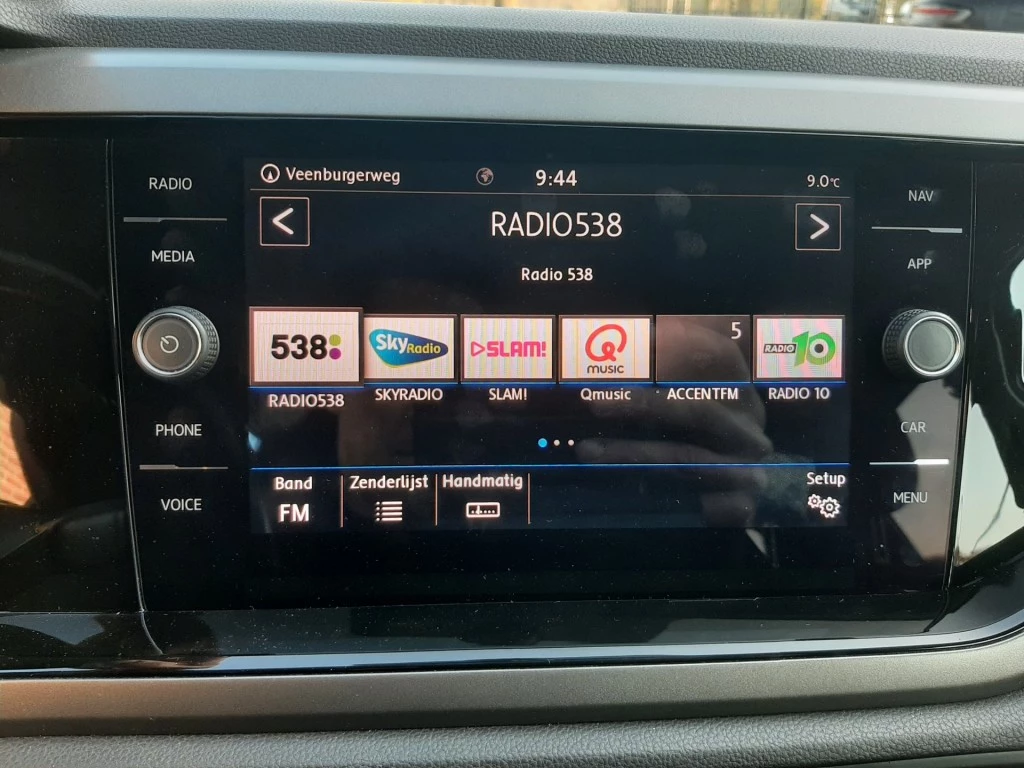 RADIO
MEDIA
PHONE
VOICE
Veenburgerweg
9:44
9.0°C
<
RADIO538
>
Radio 538
538
Sky Radio
SLAM!
Q MUSIC
5
RADIO 10
RADIO538
SKYRADIO
SLAM!
Qmusic
ACCENTFM
RADIO 10
Band
FM
Zenderlijst
Handmatig
Setup
NAV
APP
CAR
MENU